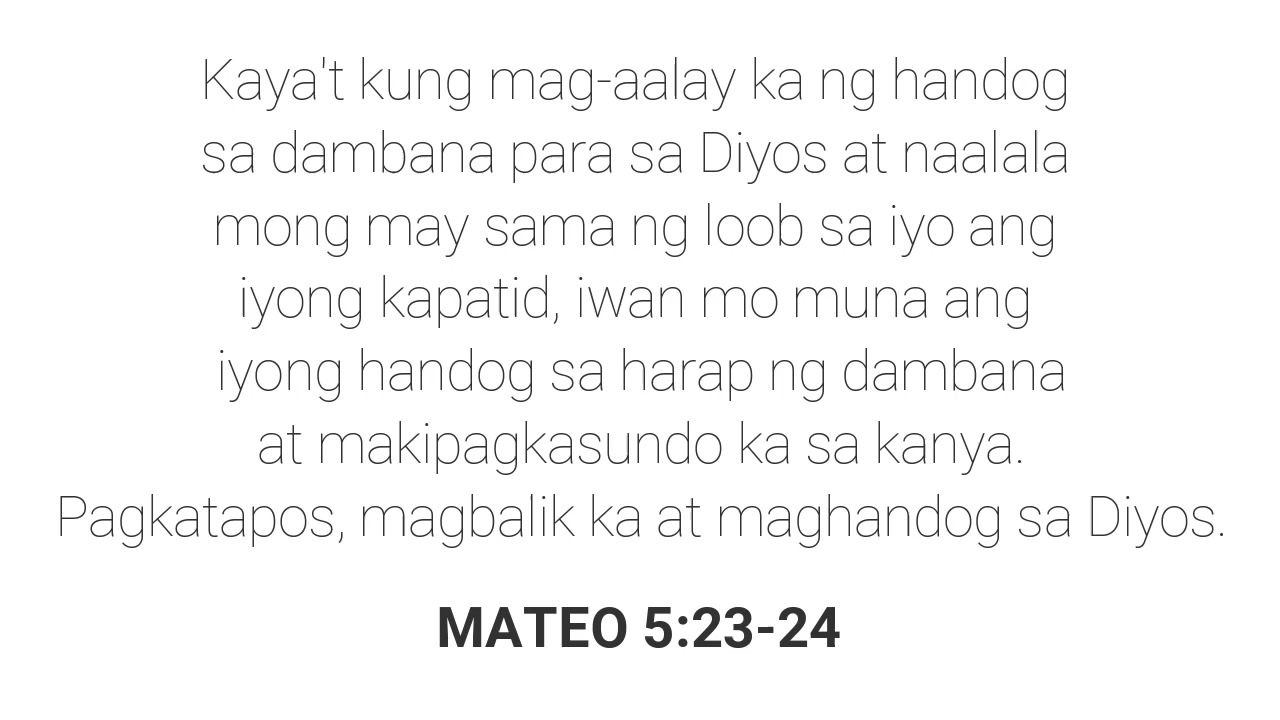 Kaya't kung mag-aalay ka ng handog
sa dambana para sa Diyos at naalala
mong may sama ng loob sa iyo ang
iyong kapatid, iwan mo muna ang
iyong handog sa harap ng dambana
at makipagkasundo ka sa kanya.
Pagkatapos, magbalik ka at maghandog sa Diyos.
MATEO 5:23-24